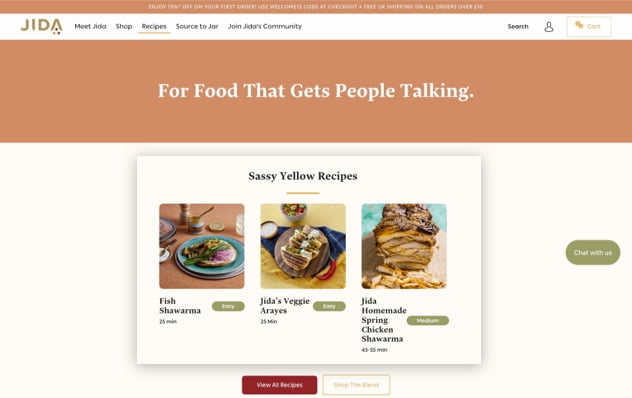 ENJOY 15%* OFF ON YOUR FIRST ORDER! USE WELCOME15 CODE AT CHECKOUT + FREE UK SHIPPING ON ALL ORDERS OVER £10
JIDA
Meet Jida
Shop
Recipes
Source to Jar
Join Jida's Community
Search
Cart
For Food That Gets People Talking.
Sassy Yellow Recipes
Fish
Shawarma
Easy
25 min
Jida's Veggie
Arayes
Easy
25 Min
Jida
Homemade
Spring
Chicken
Shawarma
Medium
45-55 min
Chat with us
View All Recipes
Shop The Blend